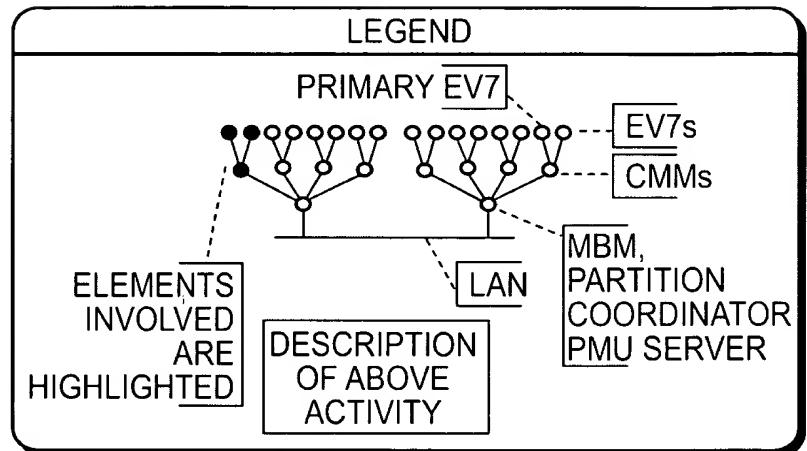 LEGEND
PRIMARY EV7
EV7s
CMMs
MBM,
PARTITION
COORDINATOR
PMU SERVER
LAN
ELEMENTS
INVOLVED
ARE
HIGHLIGHTED
DESCRIPTION
OF ABOVE
ACTIVITY